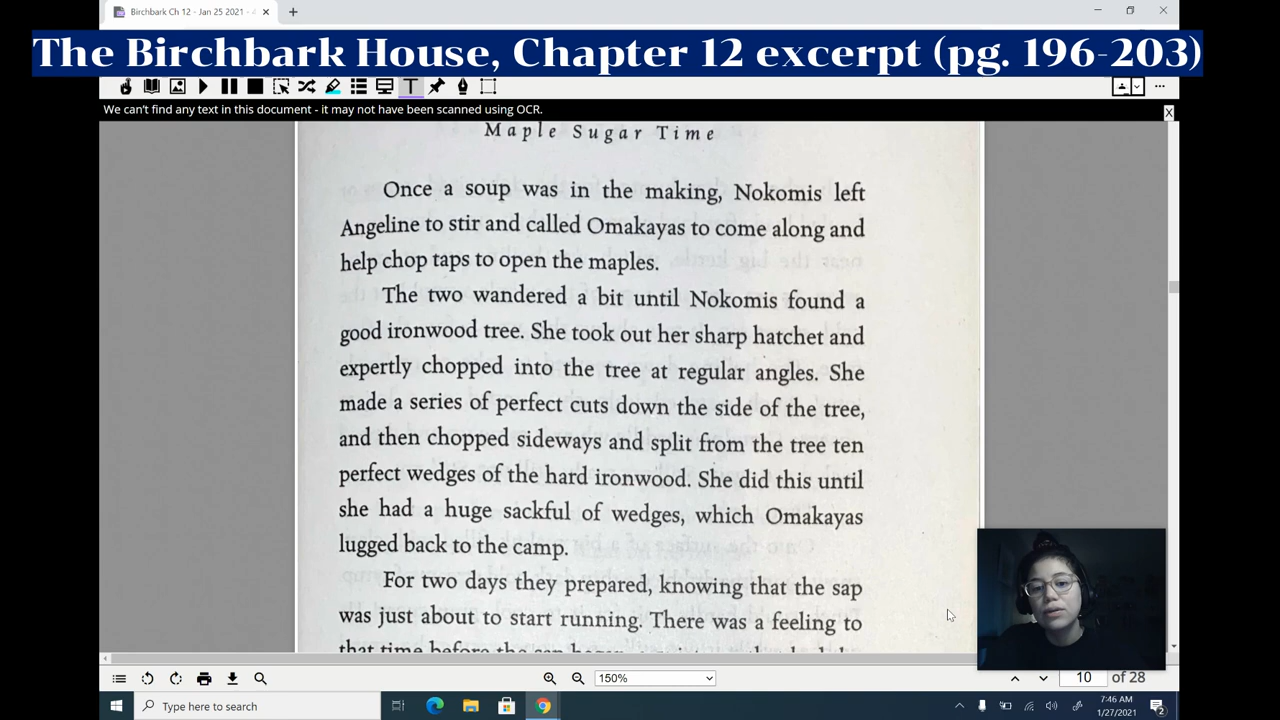 Birchbark Ch 12 - Jan 25 2021 -
The Birchbark House, Chapter 12 excerpt (pg. 196-203)
We can't find any text in this document - it may not have been scanned using OCR.
X
Maple Sugar Time
Once a soup was in the making, Nokomis left
Angeline to stir and called Omakayas to come along and
help chop taps to open the maples.
The two wandered a bit until Nokomis found a
good ironwood tree. She took out her sharp hatchet and
expertly chopped into the tree at regular angles. She
made a series of perfect cuts down the side of the tree,
and then chopped sideways and split from the tree ten
perfect wedges of the hard ironwood. She did this until
she had a huge sackful of wedges, which Omakayas
lugged back to the camp.
For two days they prepared, knowing that the sap
was just about to start running. There was a feeling to
that time before the sap
150%
10 of 28
Type here to search
7:46 AM
1/27/2021
2